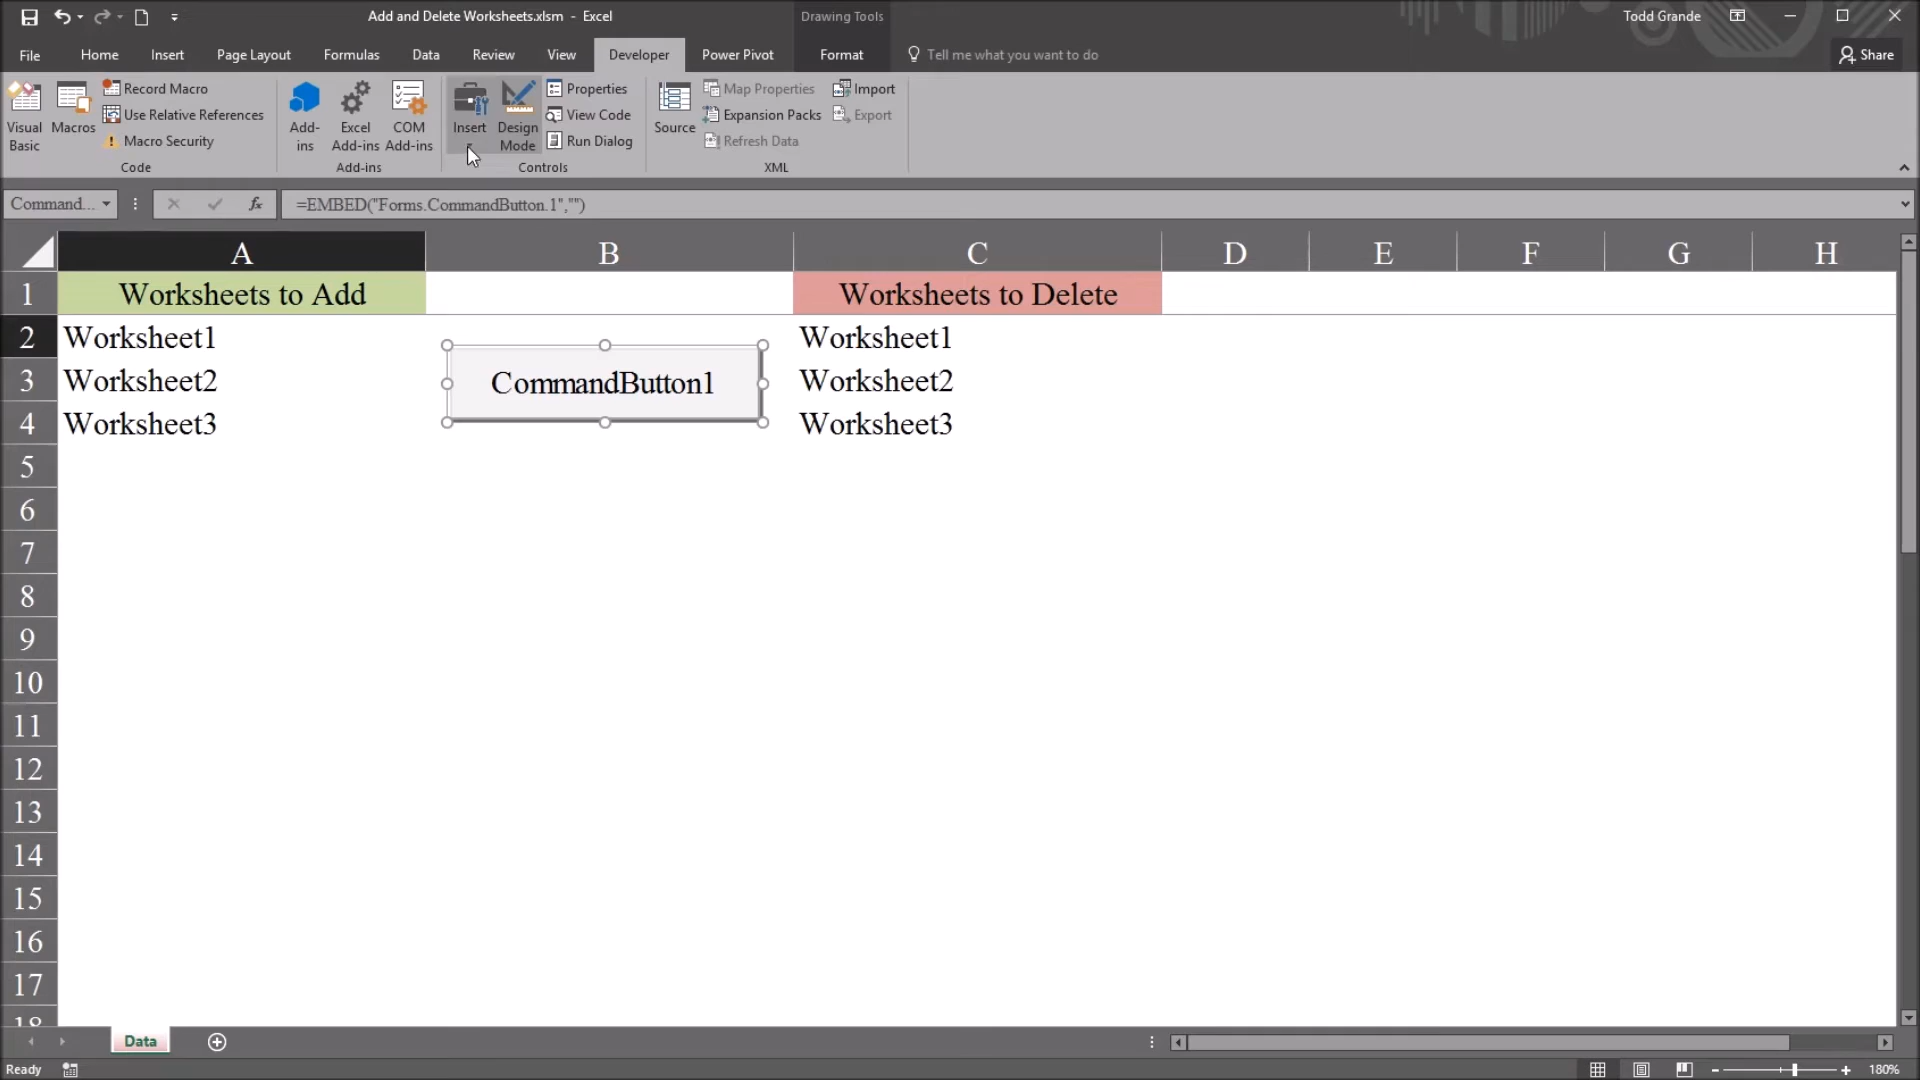 Add and Delete Worksheets.xlsm - Excel
Drawing Tools
Todd Grande
File Home Insert Page Layout Formulas Data Review View Developer Power Pivot Format Tell me what you want to do Share
Visual Basic
Macros
Record Macro
Use Relative References
Macro Security
Code
Add-ins
Excel Add-ins
COM Add-ins
Add-ins
Insert
Design Mode
Properties
View Code
Run Dialog
Controls
Source
Map Properties
Expansion Packs
Refresh Data
Import
Export
XML
Command...
fx
=EMBED("Forms.CommandButton.1","")
A B C D E F G H
1 Worksheets to Add Worksheets to Delete
2 Worksheet1 Worksheet1
3 Worksheet2 CommandButton1 Worksheet2
4 Worksheet3 Worksheet3
5
6
7
8
9
10
11
12
13
14
15
16
17
18
Data
Ready
180%